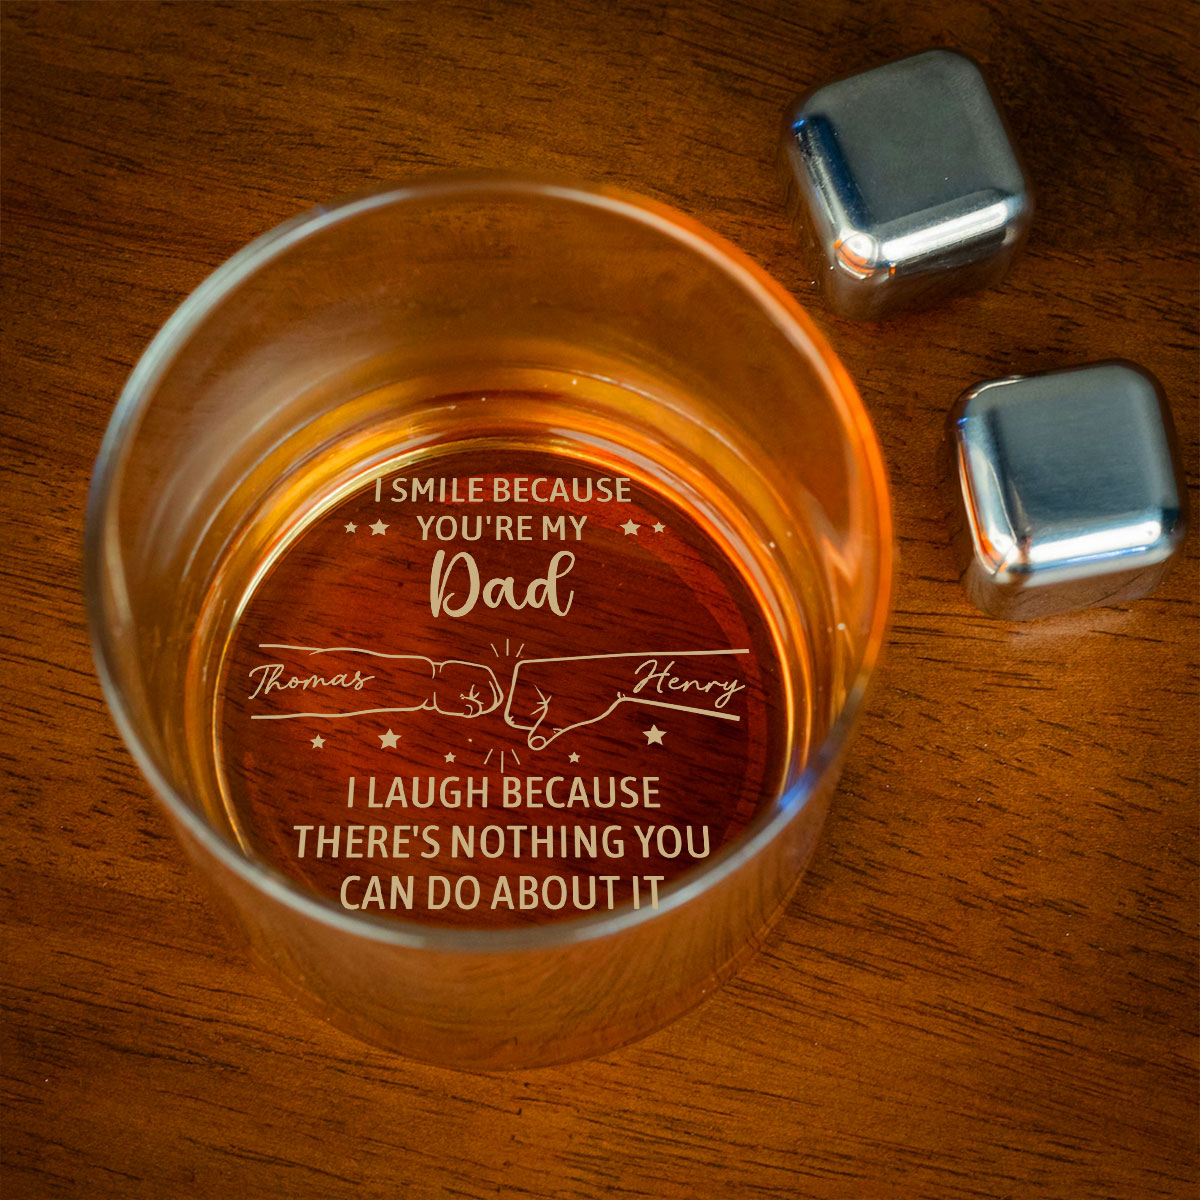 I SMILE BECAUSE
YOU'RE MY
Dad
Thomas
Henry
I LAUGH BECAUSE
THERE'S NOTHING YOU
CAN DO ABOUT IT